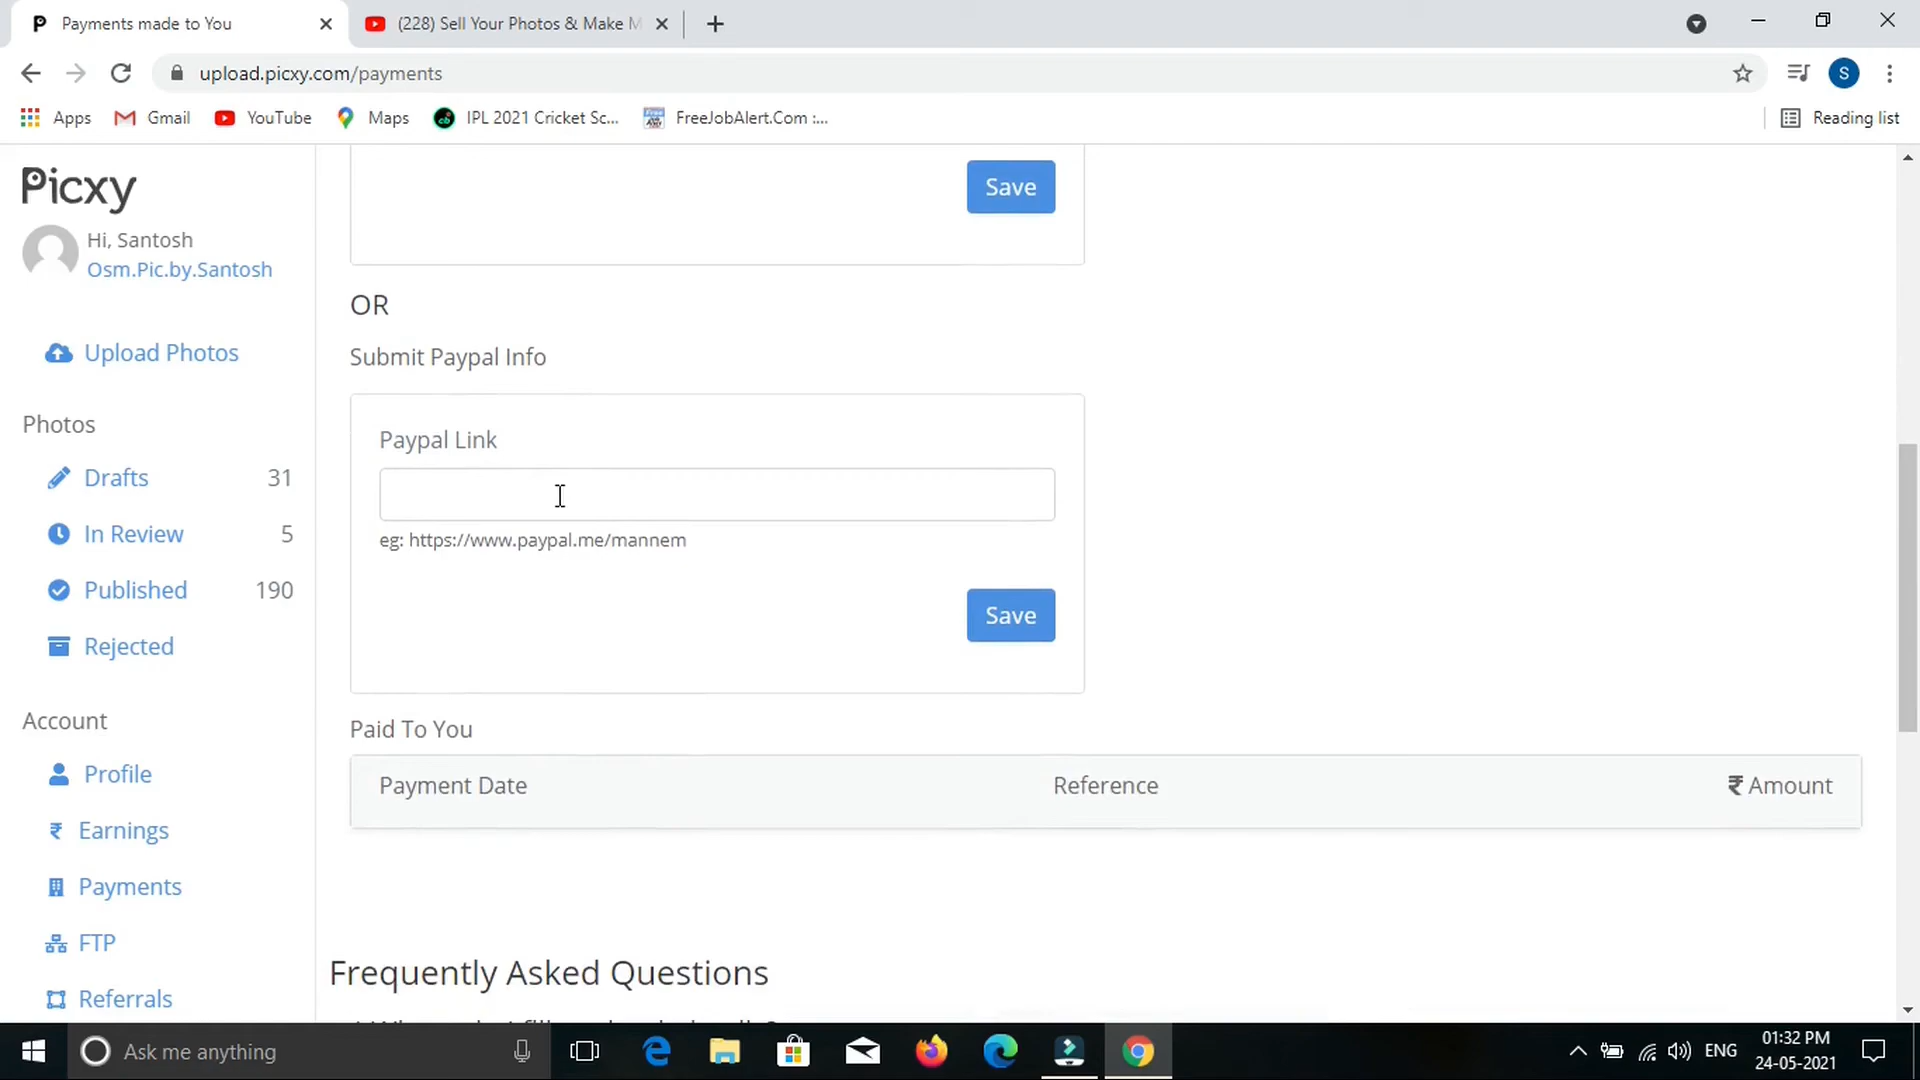 Payments made to You
(228) Sell Your Photos & Make M
upload.picxy.com/payments
S
Apps
Gmail
YouTube
Maps
IPL 2021 Cricket Sc...
FreeJobAlert.Com :...
Reading list
Picxy
Hi, Santosh
Osm.Pic.by.Santosh
Upload Photos
Photos
Drafts 31
In Review 5
Published 190
Rejected
Account
Profile
₹ Earnings
Payments
FTP
Referrals
Save
OR
Submit Paypal Info
Paypal Link
eg: https://www.paypal.me/mannem
Save
Paid To You
Payment Date Reference ₹ Amount
Frequently Asked Questions
Ask me anything
ENG
01:32 PM
24-05-2021